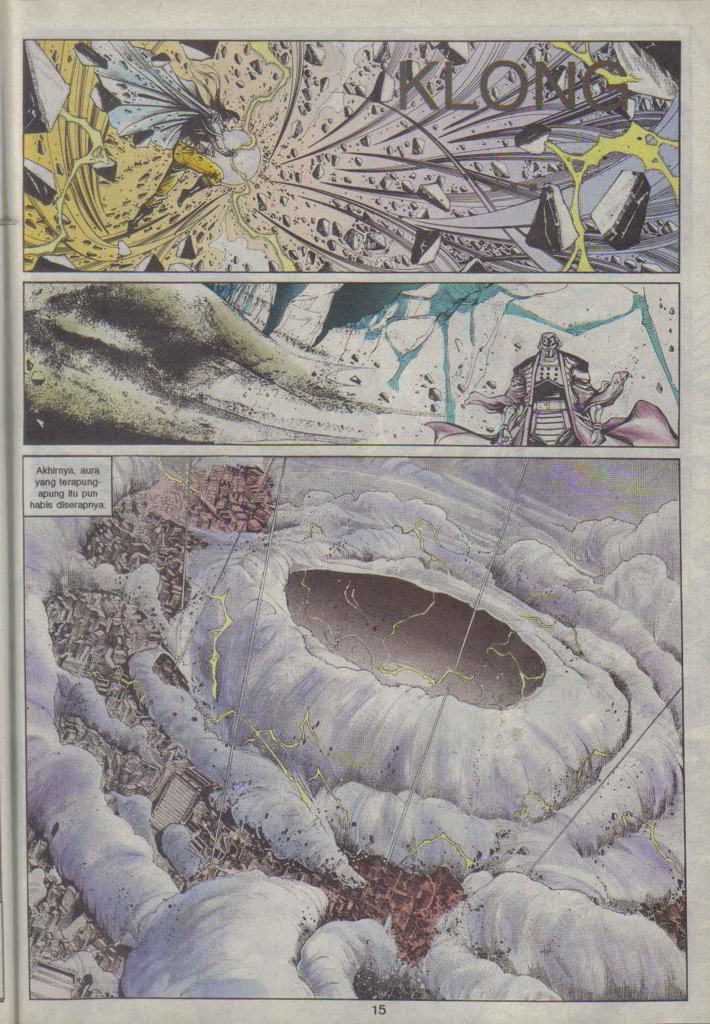 KLONG
Akhirnya, aura
yang terapung-
apung itu pun
habis diserapnya.
15